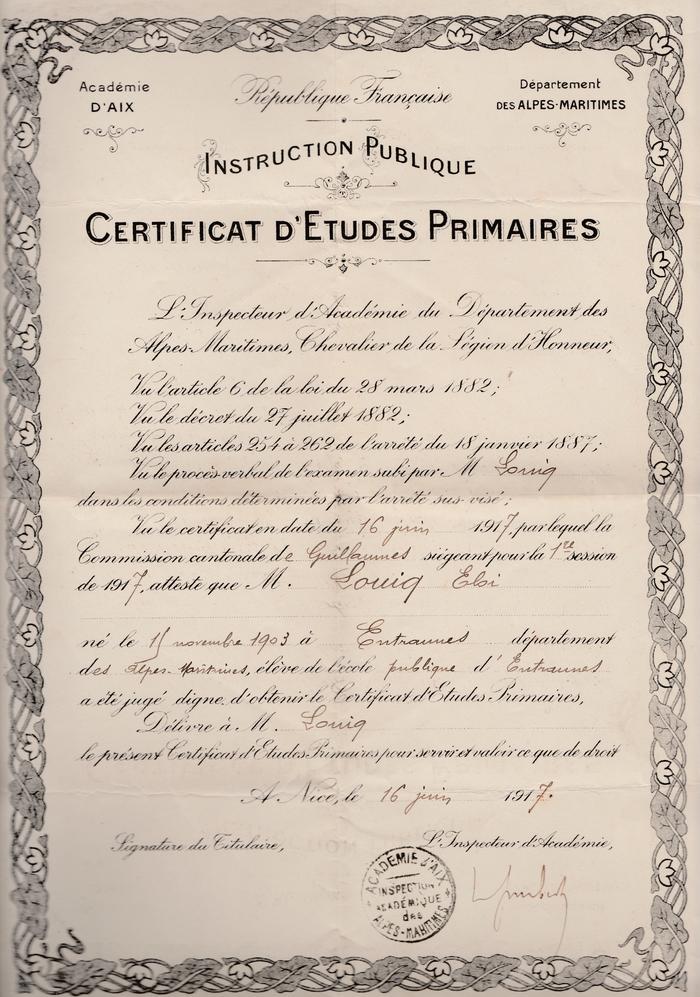 Académie
D'AIX
République Française
Département
DES ALPES-MARITIMES
INSTRUCTION PUBLIQUE
CERTIFICAT D'ETUDES PRIMAIRES
L'Inspecteur d'Académie du Département des
Alpes-Maritimes, Chevalier de la Légion d'Honneur,
Vu l'article 6 de la loi du 28 mars 1882;
Vu le décret du 27 juillet 1882;
Vu les articles 254 à 262 de l'arrêté du 18 janvier 1887;
Vu le procès-verbal de l'examen subi par M Louiq
dans les conditions déterminées par l'arrêté sus-visé;
Vu le certificat en date du 16 juin 1917, par lequel la
Commission cantonale de Guillaumes siégeant pour la 1re session
de 1917, atteste que M. Louiq Eloi
né le 15 novembre 1903 à Entraunes département
des Alpes-Maritimes, élève de l'école publique d'Entraunes
a été jugé digne d'obtenir le Certificat d'Etudes Primaires,
Délivré à M. Louiq
le présent Certificat d'Etudes Primaires pour servir et valoir ce que de droit
A Nice, le 16 juin 1917.
Signature du Titulaire,
L'Inspecteur d'Académie,
ACADEMIE D'AIX
INSPECTION
ACADÉMIQUE
des
ALPES-MARITIMES